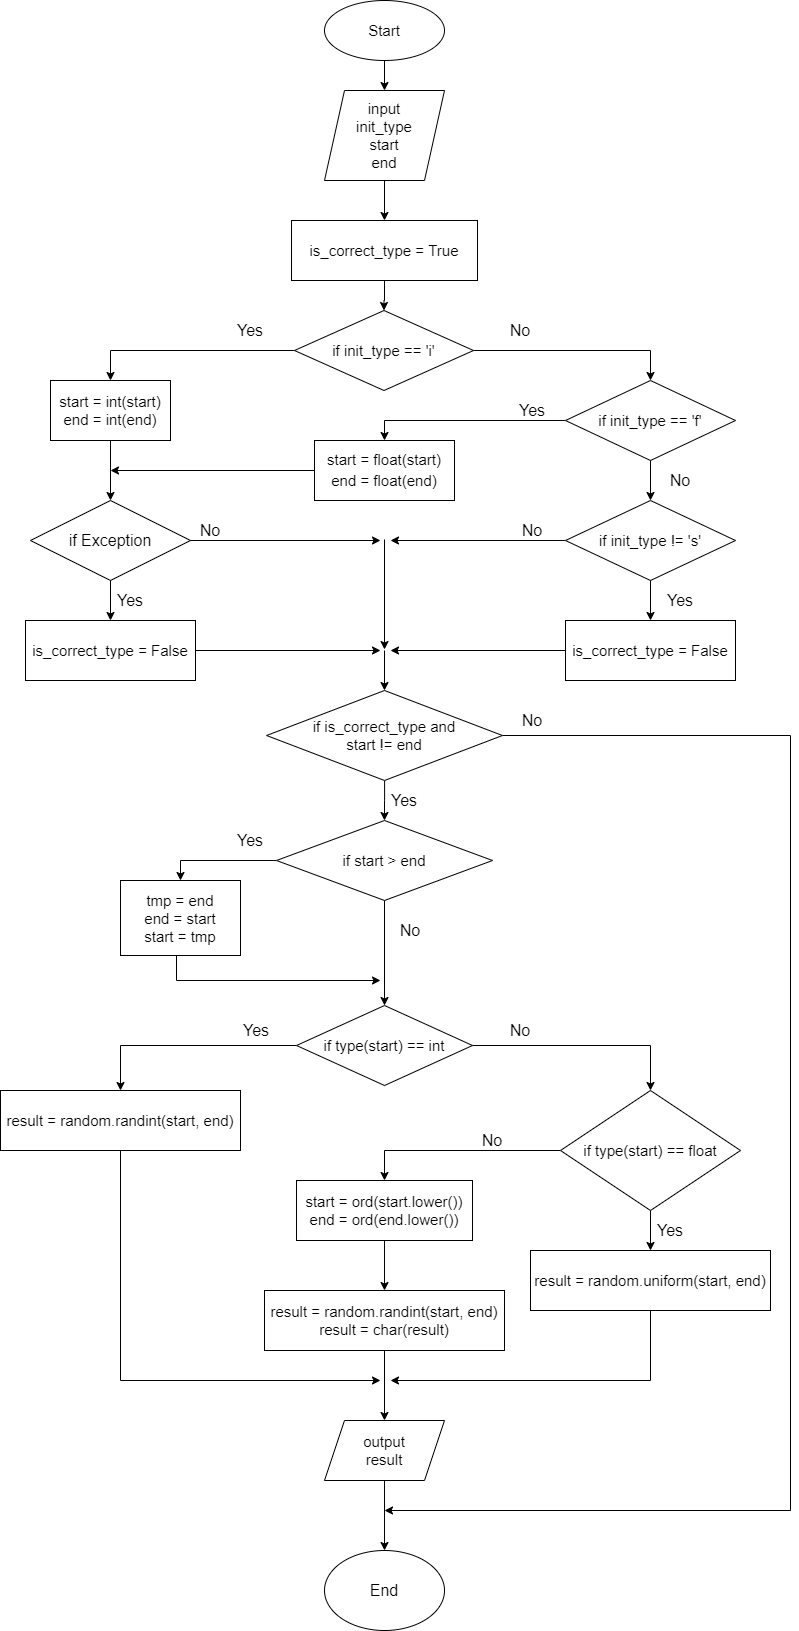 Start
input
init_type
start
end
is_correct_type = True
Yes
if init_type == 'i'
No
start = int(start)
end = int(end)
Yes
if init_type == 'f'
start = float(start)
end = float(end)
No
if Exception
No
No
if init_type != 's'
Yes
Yes
is_correct_type = False
is_correct_type = False
if is_correct_type and
start != end
No
Yes
Yes
if start > end
tmp = end
end = start
start = tmp
No
Yes
if type(start) == int
No
result = random.randint(start, end)
No
if type(start) == float
start = ord(start.lower())
end = ord(end.lower())
Yes
result = random.uniform(start, end)
result = random.randint(start, end)
result = char(result)
output
result
End